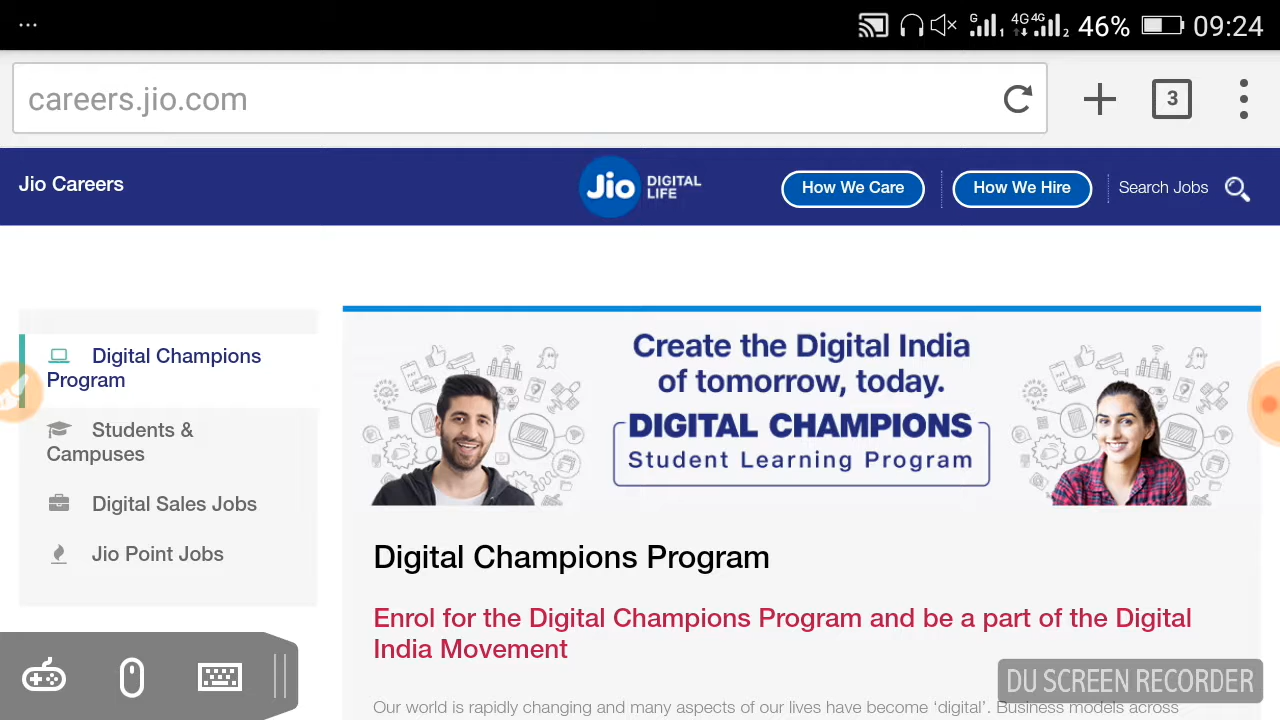 ... G 1 4G 4G 2 46% 09:24
careers.jio.com 3
Jio Careers Jio DIGITAL LIFE How We Care How We Hire Search Jobs
Digital Champions
Program
Students &
Campuses
Digital Sales Jobs
Jio Point Jobs
Create the Digital India
of tomorrow, today.
DIGITAL CHAMPIONS
Student Learning Program
Digital Champions Program
Enrol for the Digital Champions Program and be a part of the Digital
India Movement
Our world is rapidly changing and many aspects of our lives have become ‘digital’. Business models across
DU SCREEN RECORDER